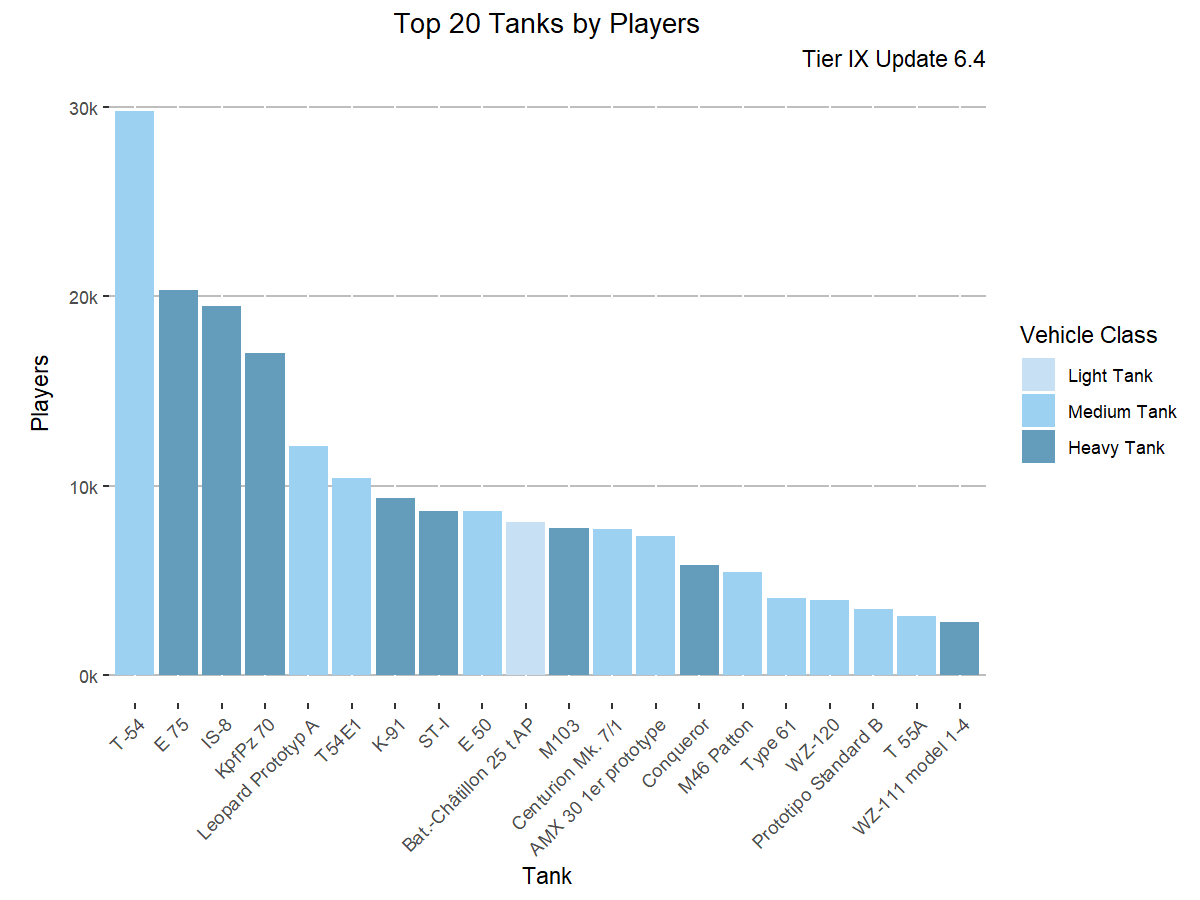 Top 20 Tanks by Players
Tier IX Update 6.4
Players
30k
20k
10k
0k
T-54
E 75
IS-8
KpfPz 70
Leopard Prototyp A
T54E1
K-91
ST-I
E 50
Bat.-Châtillon 25 t AP
M103
Centurion Mk. 7/1
AMX 30 1er prototype
Conqueror
M46 Patton
Type 61
WZ-120
Prototipo Standard B
T 55A
WZ-111 model 1-4
Tank
Vehicle Class
Light Tank
Medium Tank
Heavy Tank